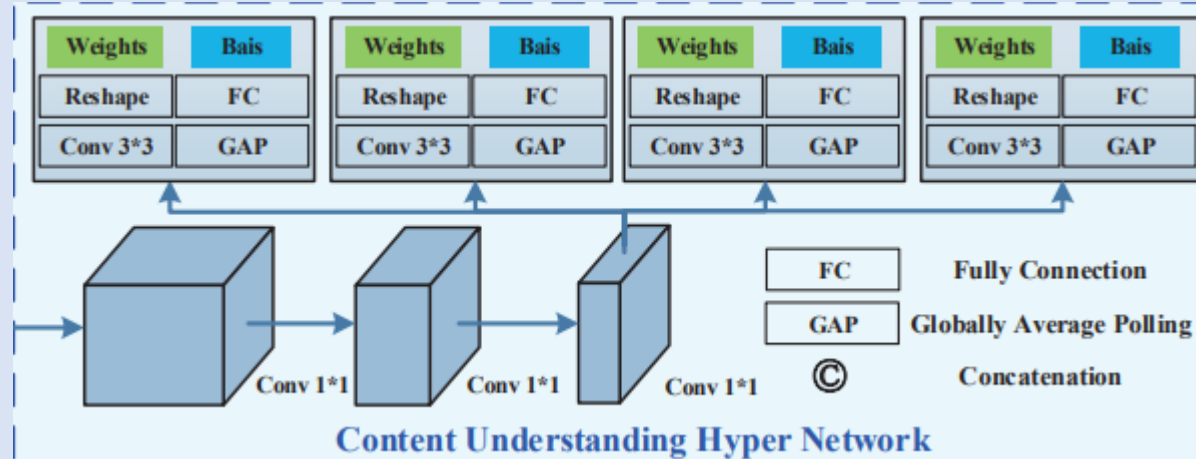 Weights Bais Weights Bais Weights Bais Weights Bais
Reshape FC Reshape FC Reshape FC Reshape FC
Conv 3*3 GAP Conv 3*3 GAP Conv 3*3 GAP Conv 3*3 GAP
FC Fully Connection
GAP Globally Average Polling
Conv 1*1 Conv 1*1 Conv 1*1 © Concatenation
Content Understanding Hyper Network